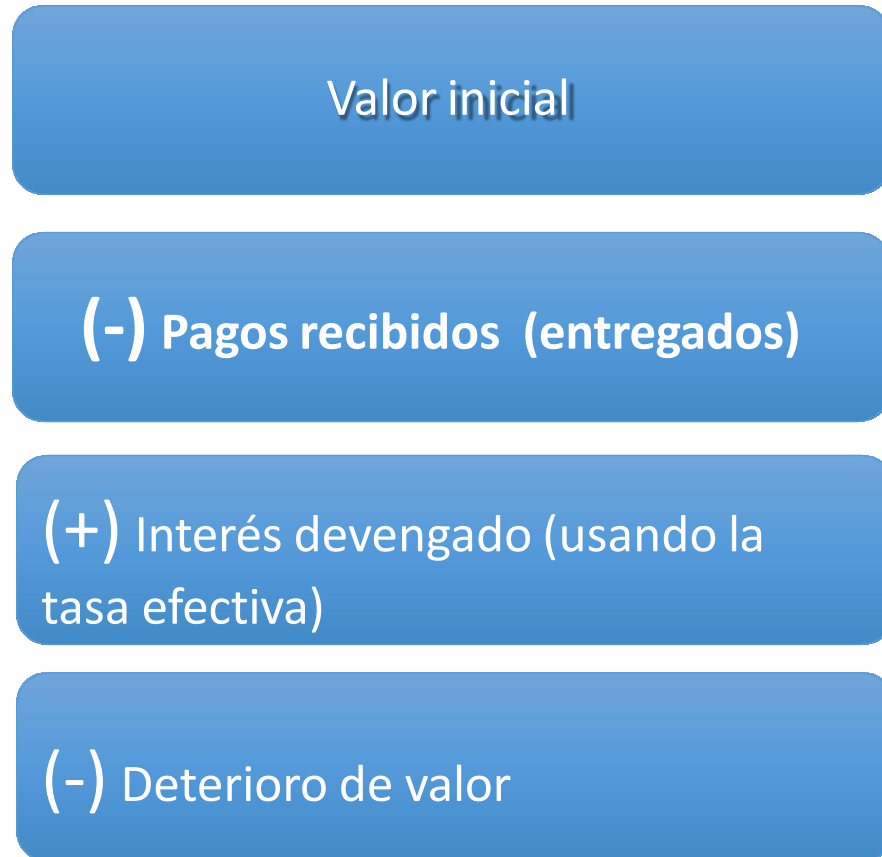 Valor inicial
(-) Pagos recibidos (entregados)
(+) Interés devengado (usando la
tasa efectiva)
(-) Deterioro de valor